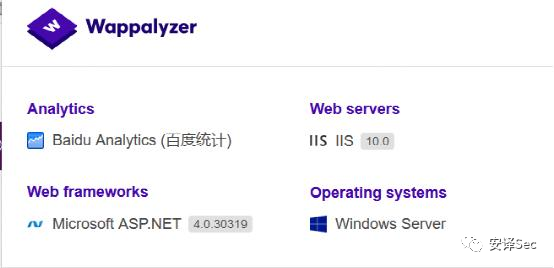 Wappalyzer
Analytics
Baidu Analytics (百度统计)
Web frameworks
Microsoft ASP.NET 4.0.30319
Web servers
IIS IIS 10.0
Operating systems
Windows Server
安译Sec